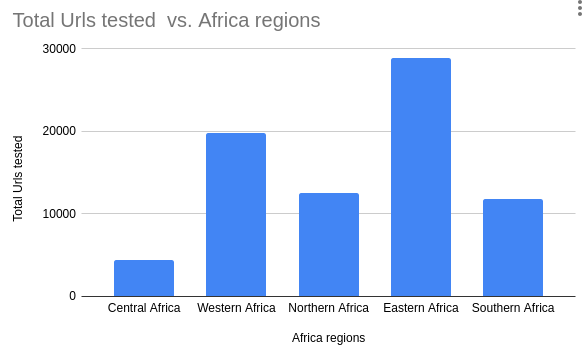 Total Urls tested  vs. Africa regions
30000
20000
10000
0
Total Urls tested
Central Africa
Western Africa
Northern Africa
Eastern Africa
Southern Africa
Africa regions